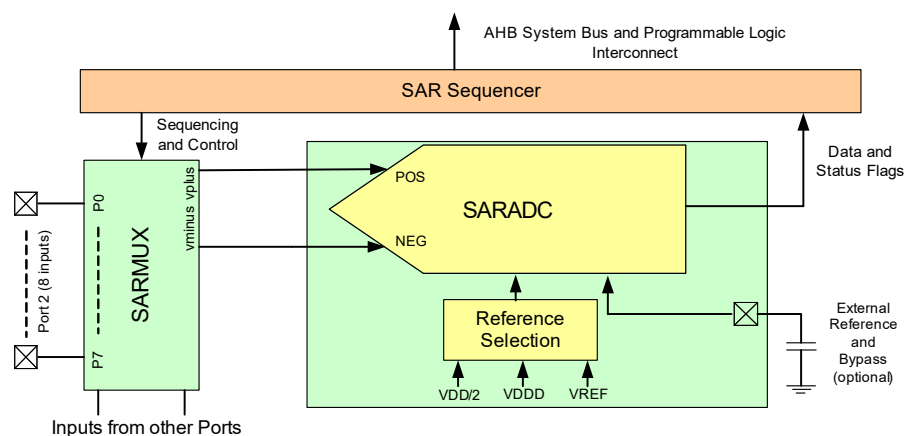 AHB System Bus and Programmable Logic
Interconnect
SAR Sequencer
Sequencing
and Control
Data and
Status Flags
vminus vplus
POS
NEG
SARADC
P0
P7
Port 2 (8 inputs)
SARMUX
Reference
Selection
VDD/2
VDDD
VREF
External
Reference
and
Bypass
(optional)
Inputs from other Ports